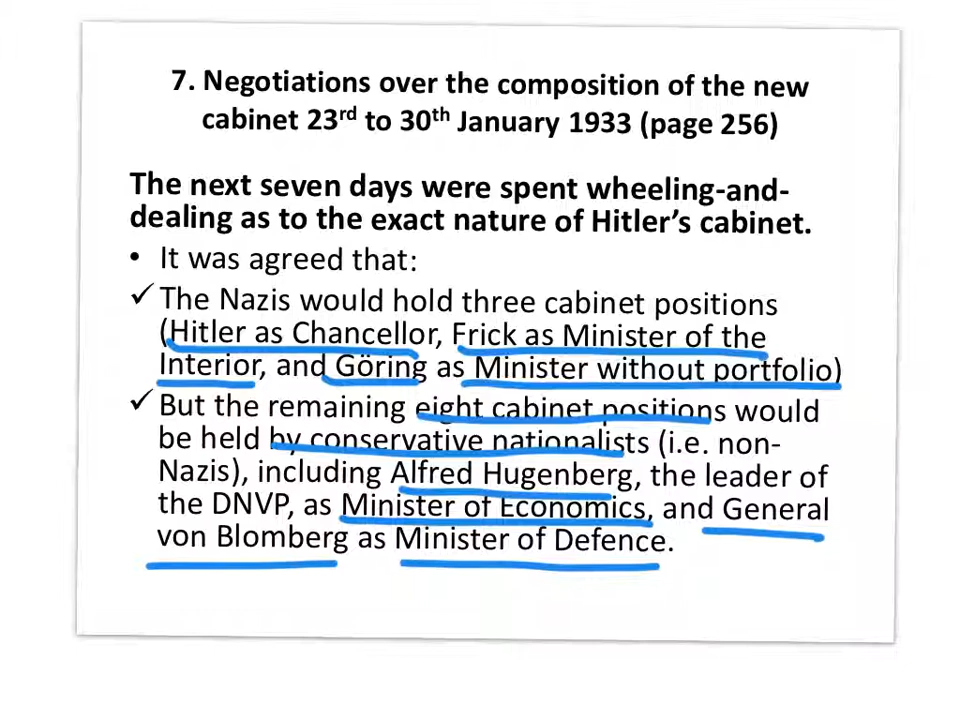 7. Negotiations over the composition of the new
cabinet 23rd to 30th January 1933 (page 256)
The next seven days were spent wheeling-and-
dealing as to the exact nature of Hitler's cabinet.
• It was agreed that:
✓ The Nazis would hold three cabinet positions
(Hitler as Chancellor, Frick as Minister of the
Interior, and Göring as Minister without portfolio)
✓ But the remaining eight cabinet positions would
be held by conservative nationalists (i.e. non-
Nazis), including Alfred Hugenberg, the leader of
the DNVP, as Minister of Economics, and General
von Blomberg as Minister of Defence.